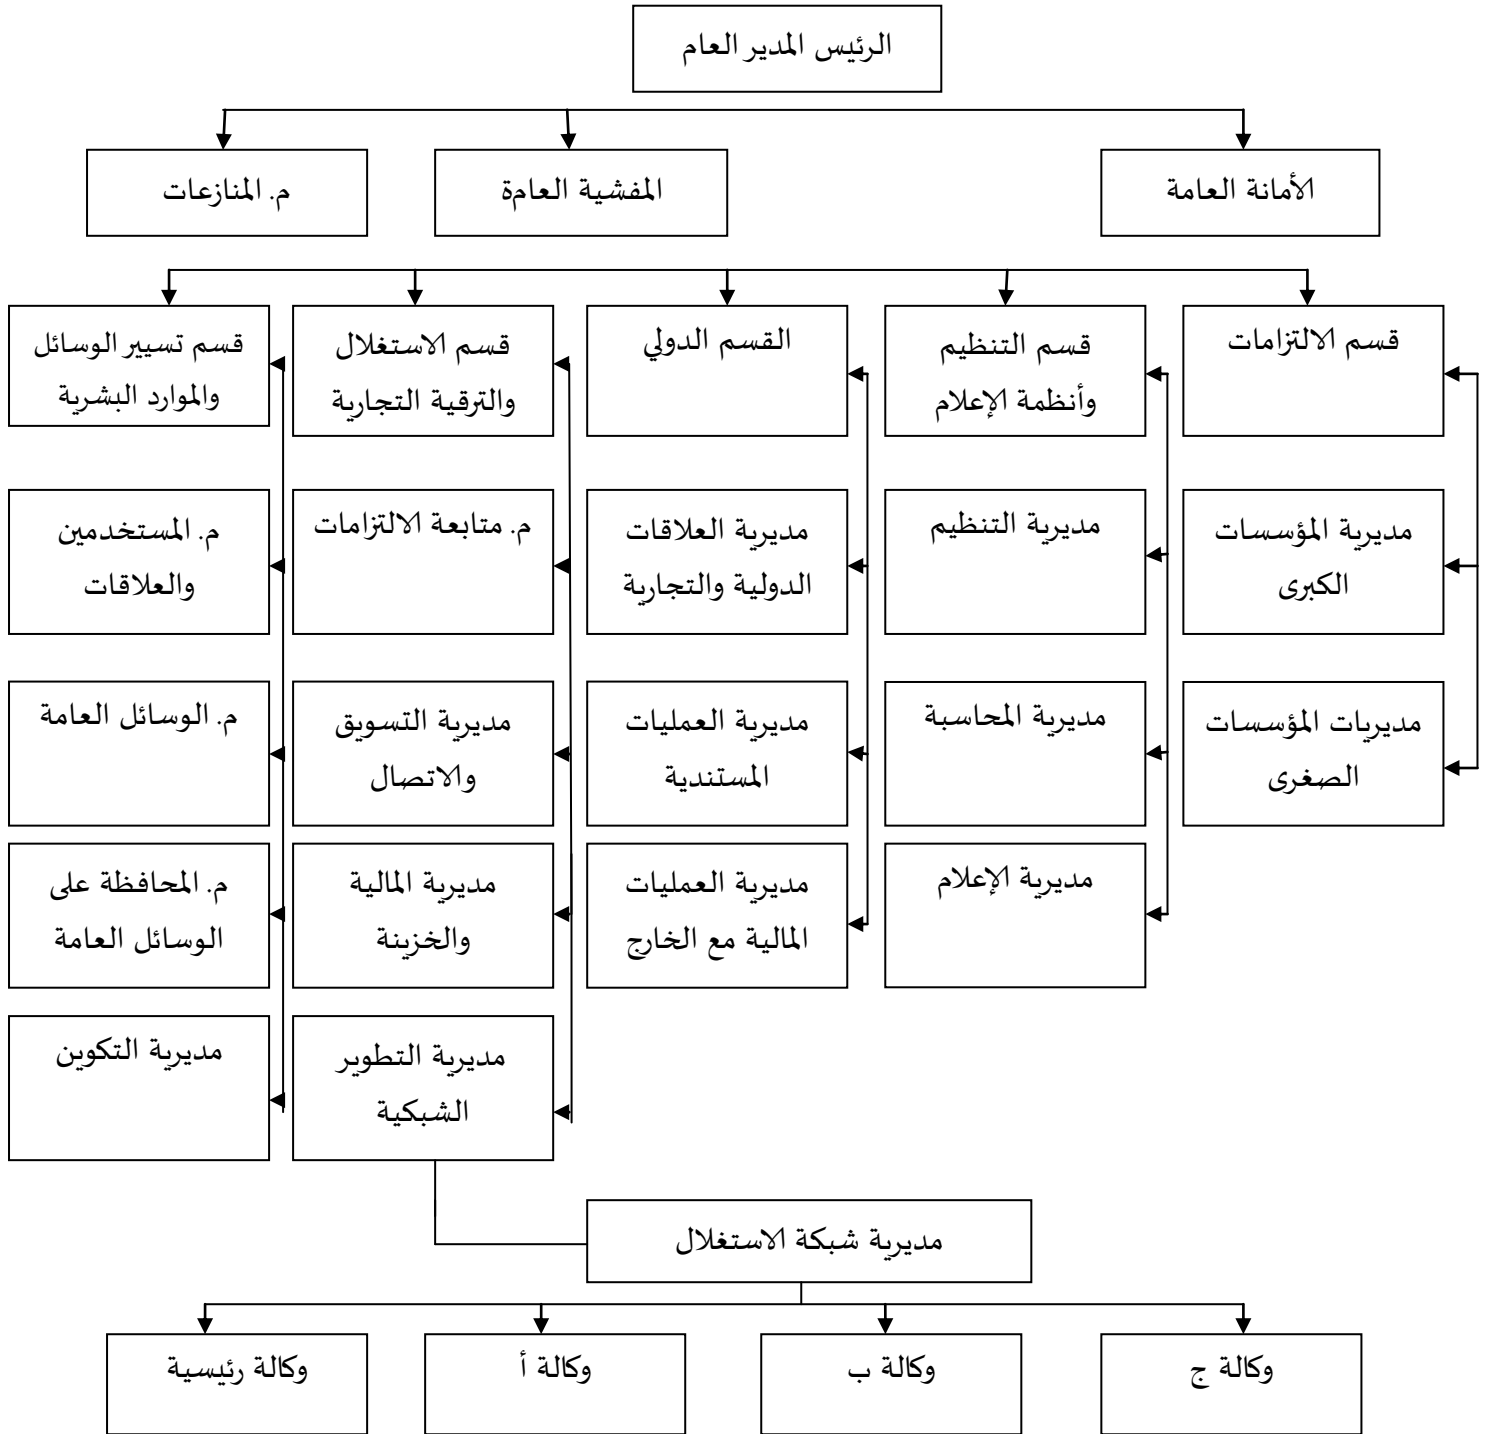 الرئيس المدير العام
الأمانة العامة
المفشية العامة
م. المنازعات
قسم الالتزامات
قسم التنظيم
وأنظمة الإعلام
القسم الدولي
قسم الاستغلال
والترقية التجارية
قسم تسيير الوسائل
والموارد البشرية
مديرية المؤسسات
الكبرى
مديرية التنظيم
مديرية العلاقات
الدولية والتجارية
م. متابعة الالتزامات
م. المستخدمين
والعلاقات
مديريات المؤسسات
الصغرى
مديرية المحاسبة
مديرية العمليات
المستندية
مديرية التسويق
والاتصال
م. الوسائل العامة
مديرية الإعلام
مديرية العمليات
المالية مع الخارج
مديرية المالية
والخزينة
م. المحافظة على
الوسائل العامة
مديرية التطوير
الشبكية
مديرية التكوين
مديرية شبكة الاستغلال
وكالة ج
وكالة ب
وكالة أ
وكالة رئيسية